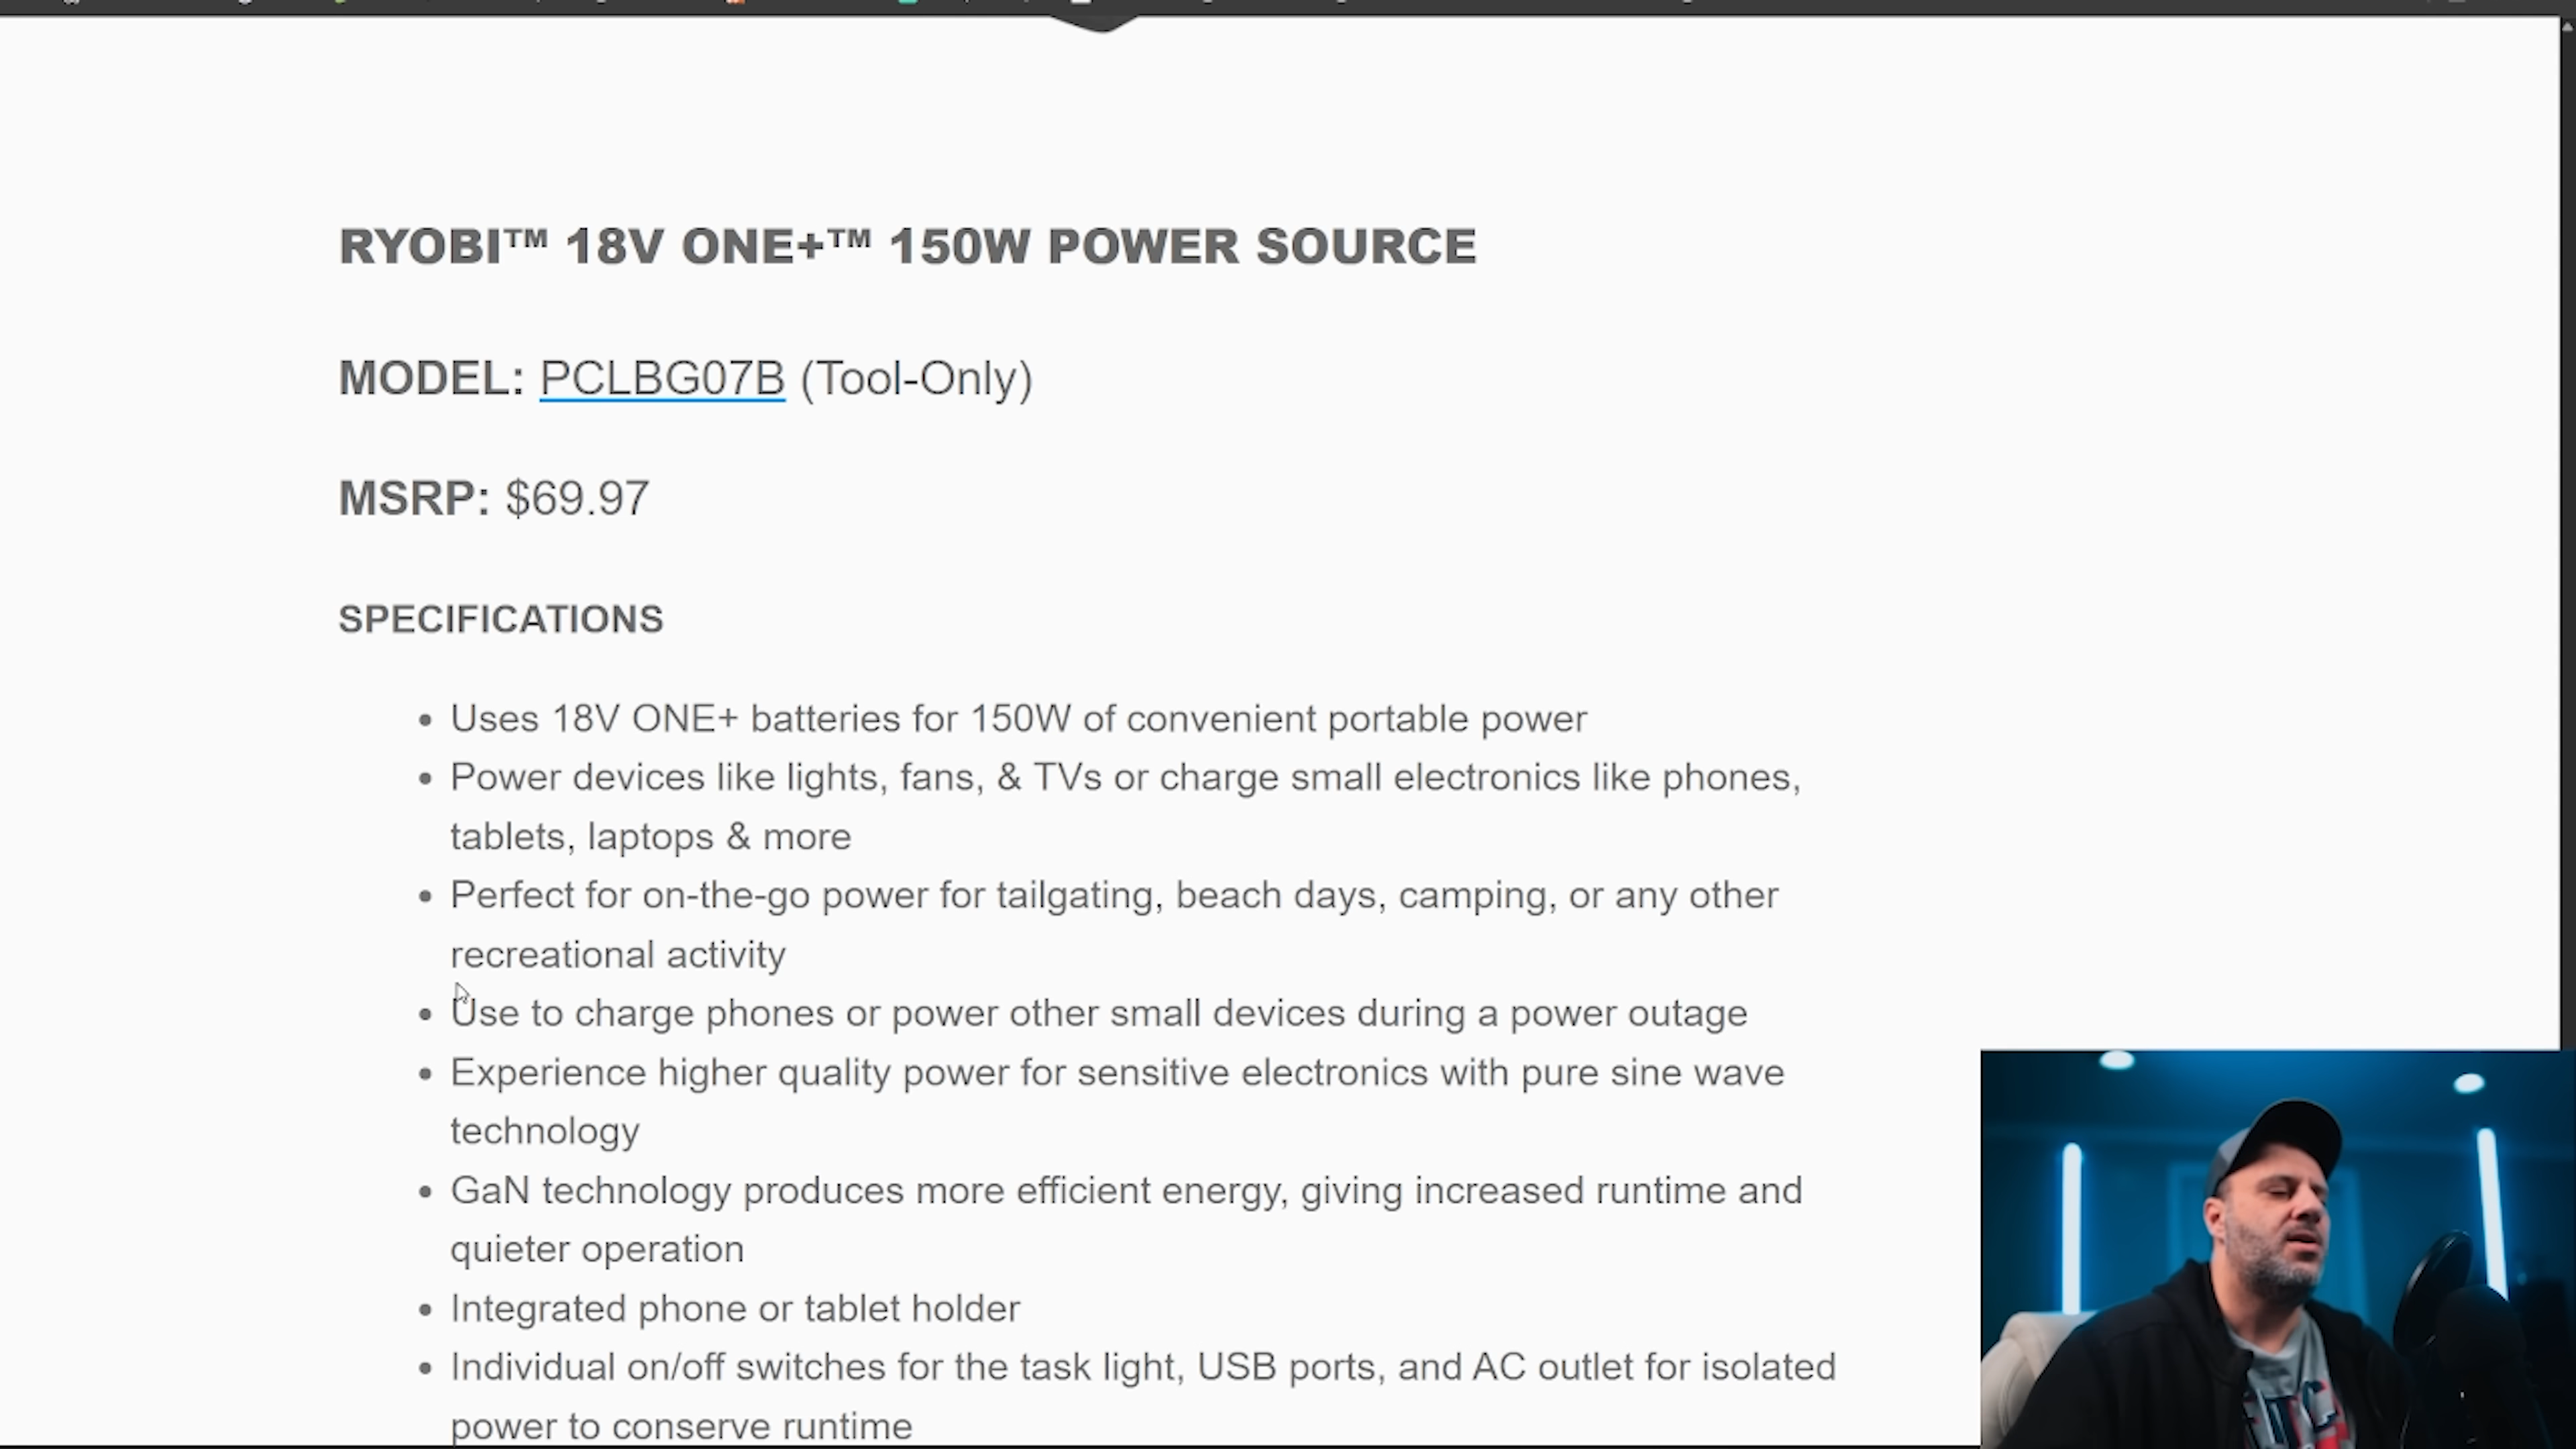 RYOBI™ 18V ONE+™ 150W POWER SOURCE
MODEL: PCLBG07B (Tool-Only)
MSRP: $69.97
SPECIFICATIONS
• Uses 18V ONE+ batteries for 150W of convenient portable power
• Power devices like lights, fans, & TVs or charge small electronics like phones,
tablets, laptops & more
• Perfect for on-the-go power for tailgating, beach days, camping, or any other
recreational activity
• Use to charge phones or power other small devices during a power outage
• Experience higher quality power for sensitive electronics with pure sine wave
technology
• GaN technology produces more efficient energy, giving increased runtime and
quieter operation
• Integrated phone or tablet holder
• Individual on/off switches for the task light, USB ports, and AC outlet for isolated
power to conserve runtime